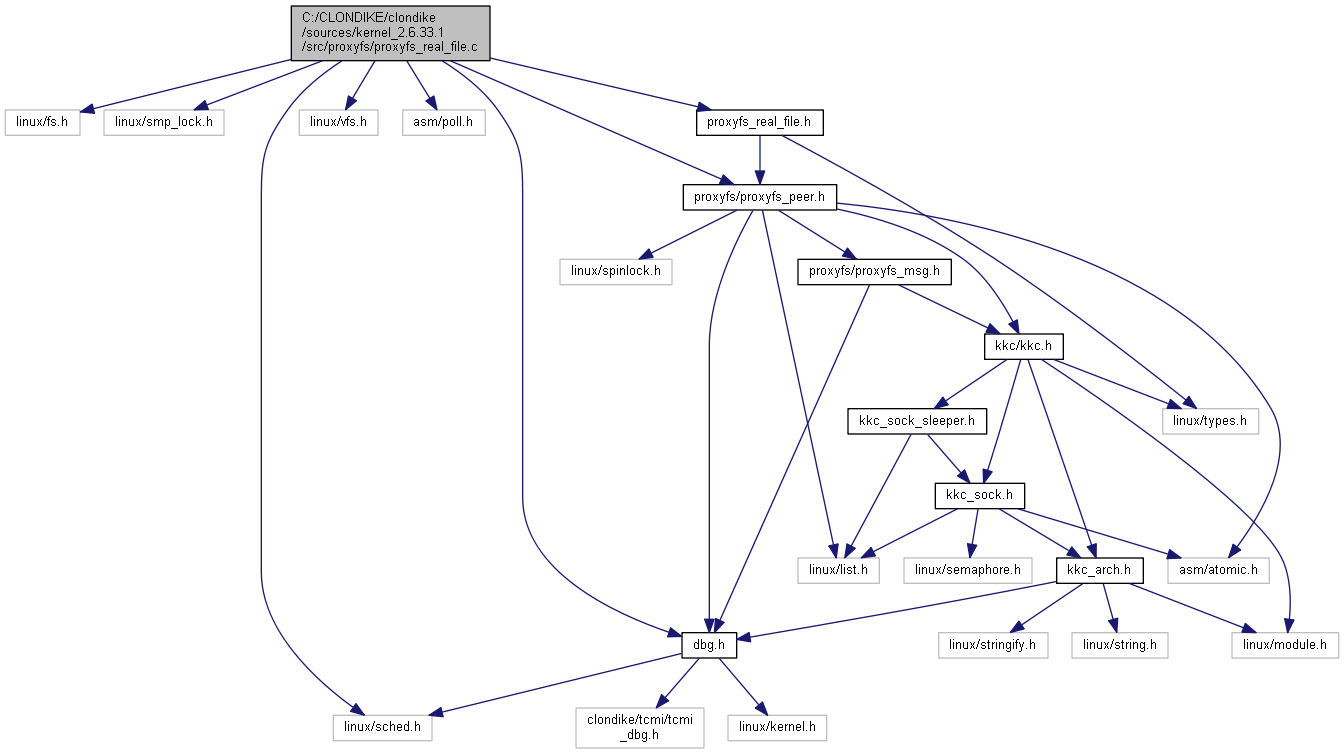 C:/CLONDIKE/clondike
/sources/kernel_2.6.33.1
/src/proxyfs/proxyfs_real_file.c
linux/fs.h
linux/smp_lock.h
linux/vfs.h
asm/poll.h
proxyfs_real_file.h
proxyfs/proxyfs_peer.h
linux/spinlock.h
proxyfs/proxyfs_msg.h
kkc/kkc.h
kkc_sock_sleeper.h
linux/types.h
kkc_sock.h
linux/list.h
linux/semaphore.h
kkc_arch.h
asm/atomic.h
dbg.h
linux/stringify.h
linux/string.h
linux/module.h
linux/sched.h
clondike/tcmi/tcmi
_dbg.h
linux/kernel.h